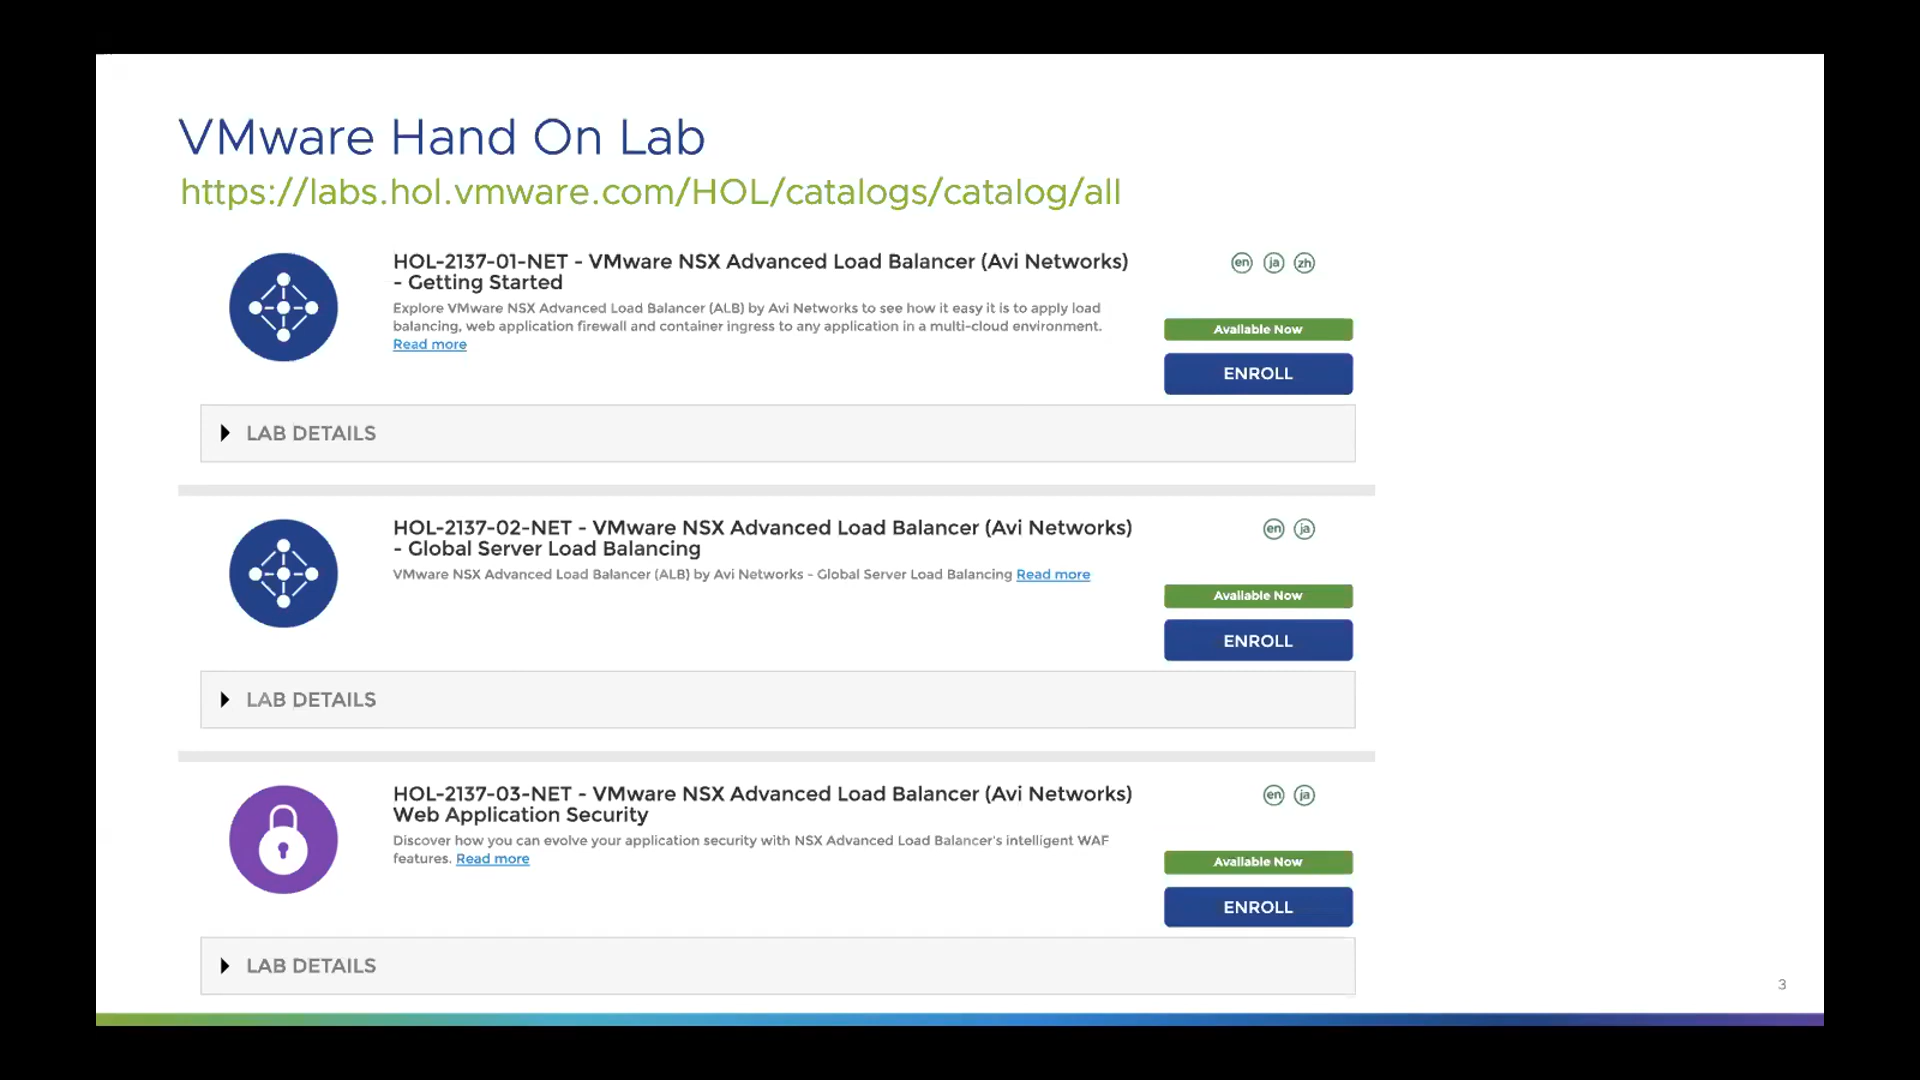 VMware Hand On Lab
https://labs.hol.vmware.com/HOL/catalogs/catalog/all
HOL-2137-01-NET - VMware NSX Advanced Load Balancer (Avi Networks)
- Getting Started
en ja zh
Explore VMware NSX Advanced Load Balancer (ALB) by Avi Networks to see how it easy it is to apply load
balancing, web application firewall and container ingress to any application in a multi-cloud environment.
Read more
Available Now
ENROLL
LAB DETAILS
HOL-2137-02-NET - VMware NSX Advanced Load Balancer (Avi Networks)
- Global Server Load Balancing
en ja
VMware NSX Advanced Load Balancer (ALB) by Avi Networks - Global Server Load Balancing Read more
Available Now
ENROLL
LAB DETAILS
HOL-2137-03-NET - VMware NSX Advanced Load Balancer (Avi Networks)
Web Application Security
en ja
Discover how you can evolve your application security with NSX Advanced Load Balancer's intelligent WAF
features. Read more
Available Now
ENROLL
LAB DETAILS
3